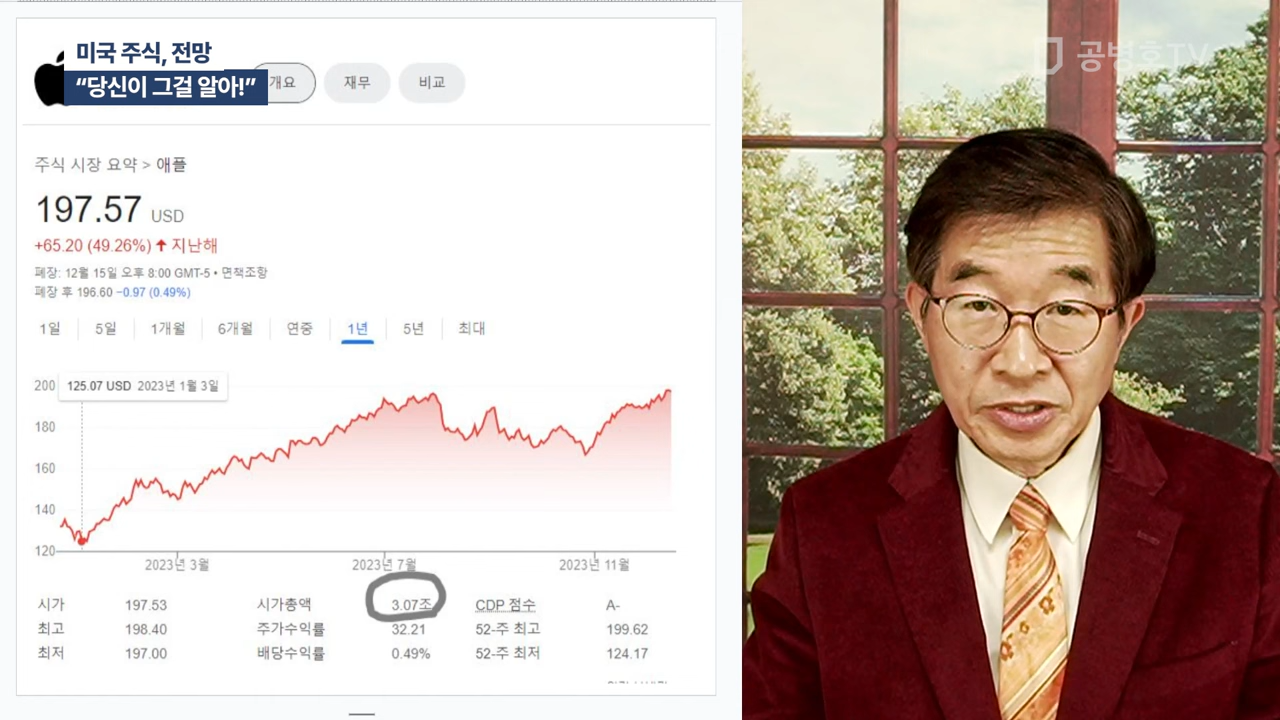 미국 주식, 전망
“당신이 그걸 알아!”
개요 재무 비교
공병호TV
주식 시장 요약 > 애플
197.57 USD
+65.20 (49.26%) 지난해
폐장: 12월 15일 오후 8:00 GMT-5 • 면책조항
폐장 후 196.60 −0.97 (0.49%)
1일 5일 1개월 6개월 연중 1년 5년 최대
125.07 USD 2023년 1월 3일
200
180
160
140
120
2023년 3월 2023년 7월 2023년 11월
시가 197.53 시가총액 3.07조 CDP 점수 A-
최고 198.40 주가수익률 32.21 52-주 최고 199.62
최저 197.00 배당수익률 0.49% 52-주 최저 124.17